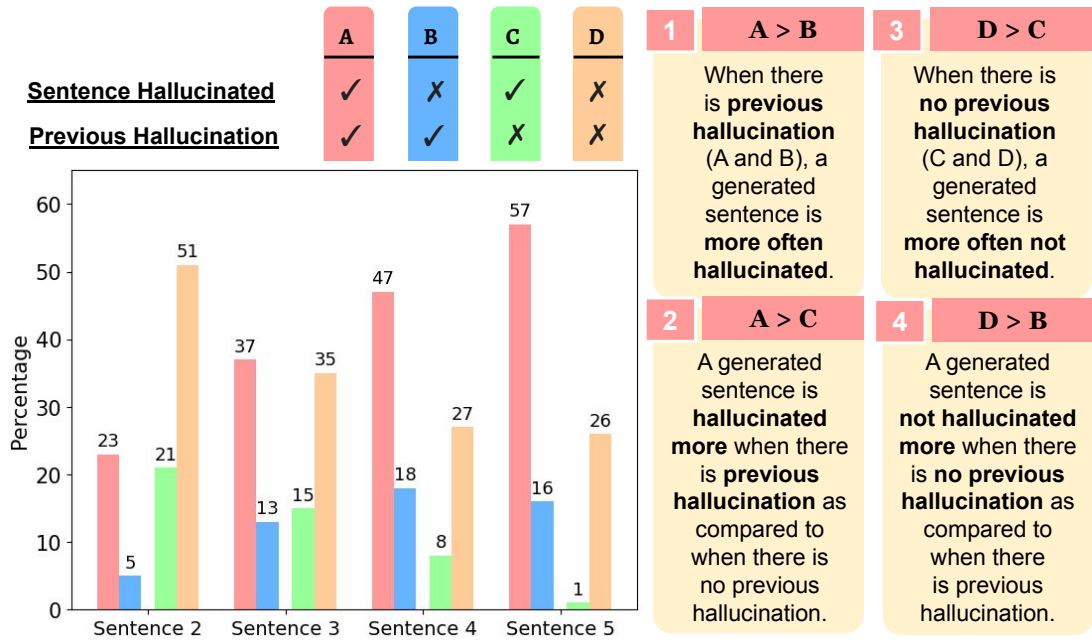 A B C D
Sentence Hallucinated ✓ ✗ ✓ ✗
Previous Hallucination ✓ ✓ ✗ ✗
Percentage
60
50
40
30
20
10
0
23 5 21 51
37 13 15 35
47 18 8 27
57 16 1 26
Sentence 2 Sentence 3 Sentence 4 Sentence 5
1 A > B
When there
is previous
hallucination
(A and B), a
generated
sentence is
more often
hallucinated.
2 A > C
A generated
sentence is
hallucinated
more when there
is previous
hallucination as
compared to
when there is
no previous
hallucination.
3 D > C
When there is
no previous
hallucination
(C and D), a
generated
sentence is
more often not
hallucinated.
4 D > B
A generated
sentence is
not hallucinated
more when there
is no previous
hallucination as
compared to
when there
is previous
hallucination.